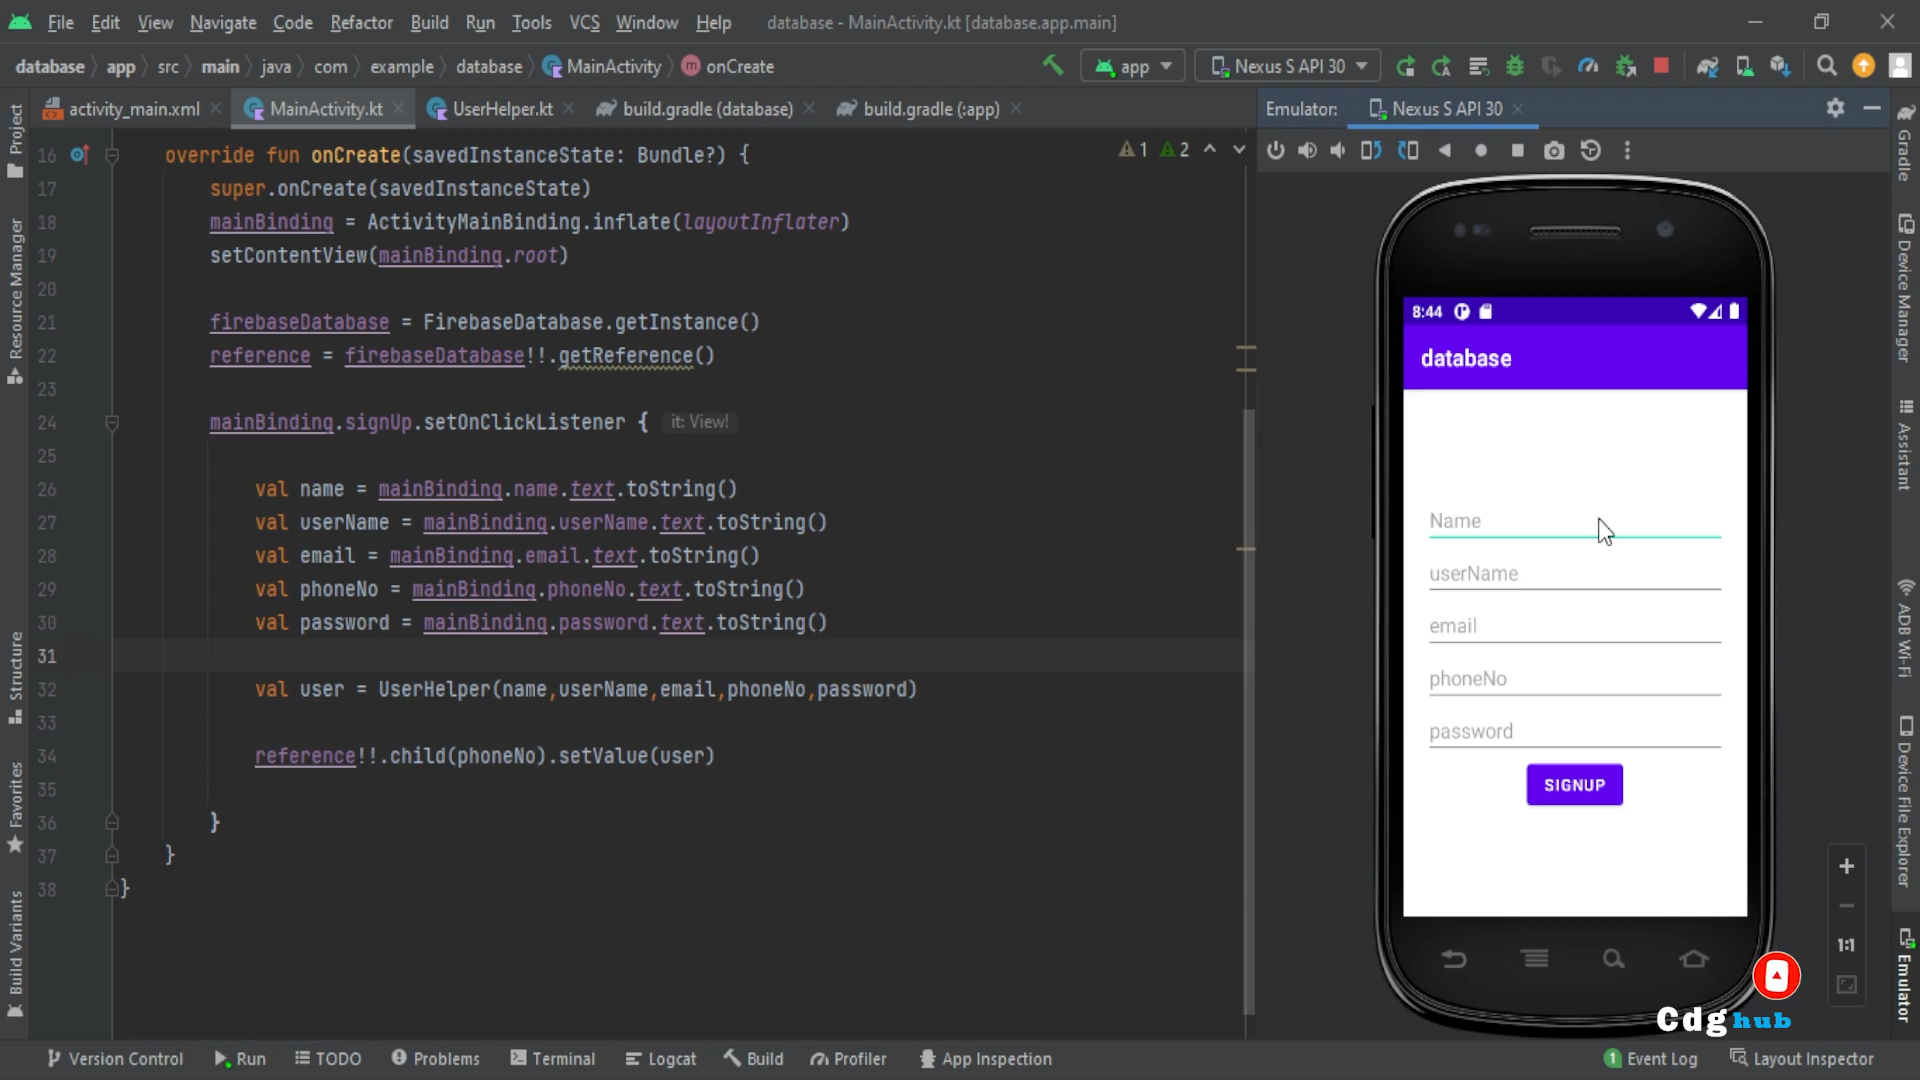 File Edit View Navigate Code Refactor Build Run Tools VCS Window Help database - MainActivity.kt [database.app.main]
database app src main java com example database MainActivity onCreate app Nexus S API 30
activity_main.xml MainActivity.kt UserHelper.kt build.gradle (database) build.gradle (:app) Emulator: Nexus S API 30
16 override fun onCreate(savedInstanceState: Bundle?) { 1 2
17 super.onCreate(savedInstanceState)
18 mainBinding = ActivityMainBinding.inflate(layoutInflater)
19 setContentView(mainBinding.root)
20
21 firebaseDatabase = FirebaseDatabase.getInstance()
22 reference = firebaseDatabase!!.getReference()
23
24 mainBinding.signUp.setOnClickListener { it: View!
25
26 val name = mainBinding.name.text.toString()
27 val userName = mainBinding.userName.text.toString()
28 val email = mainBinding.email.text.toString()
29 val phoneNo = mainBinding.phoneNo.text.toString()
30 val password = mainBinding.password.text.toString()
31
32 val user = UserHelper(name,userName,email,phoneNo,password)
33
34 reference!!.child(phoneNo).setValue(user)
35
36 }
37 }
38 }
Project
Resource Manager
Structure
Favorites
Build Variants
8:44
database
Name
userName
email
phoneNo
password
SIGNUP
Gradle
Device Manager
Assistant
ADB Wi-Fi
Device File Explorer
Emulator
1:1
Cdghub
Version Control Run TODO Problems Terminal Logcat Build Profiler App Inspection 1 Event Log Layout Inspector